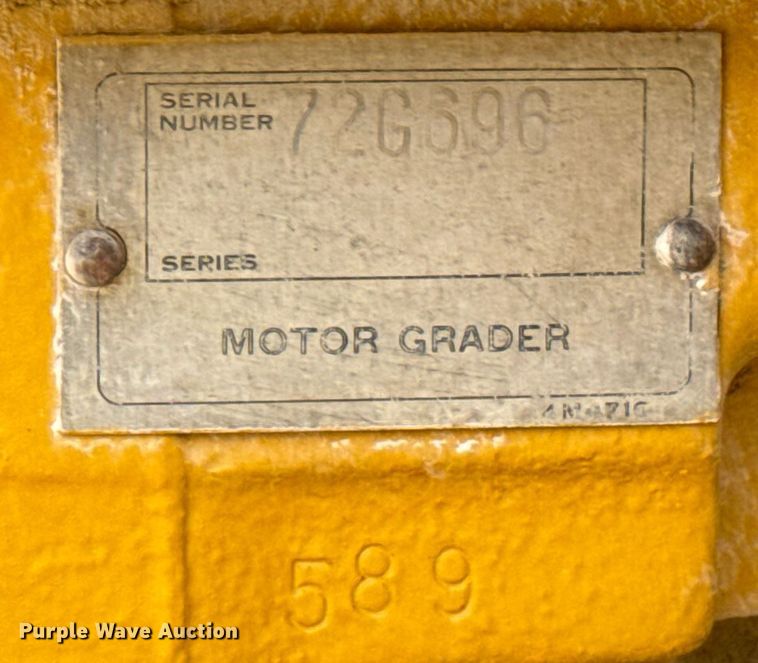 SERIAL
NUMBER 72G696
SERIES
MOTOR GRADER
589
Purple Wave Auction